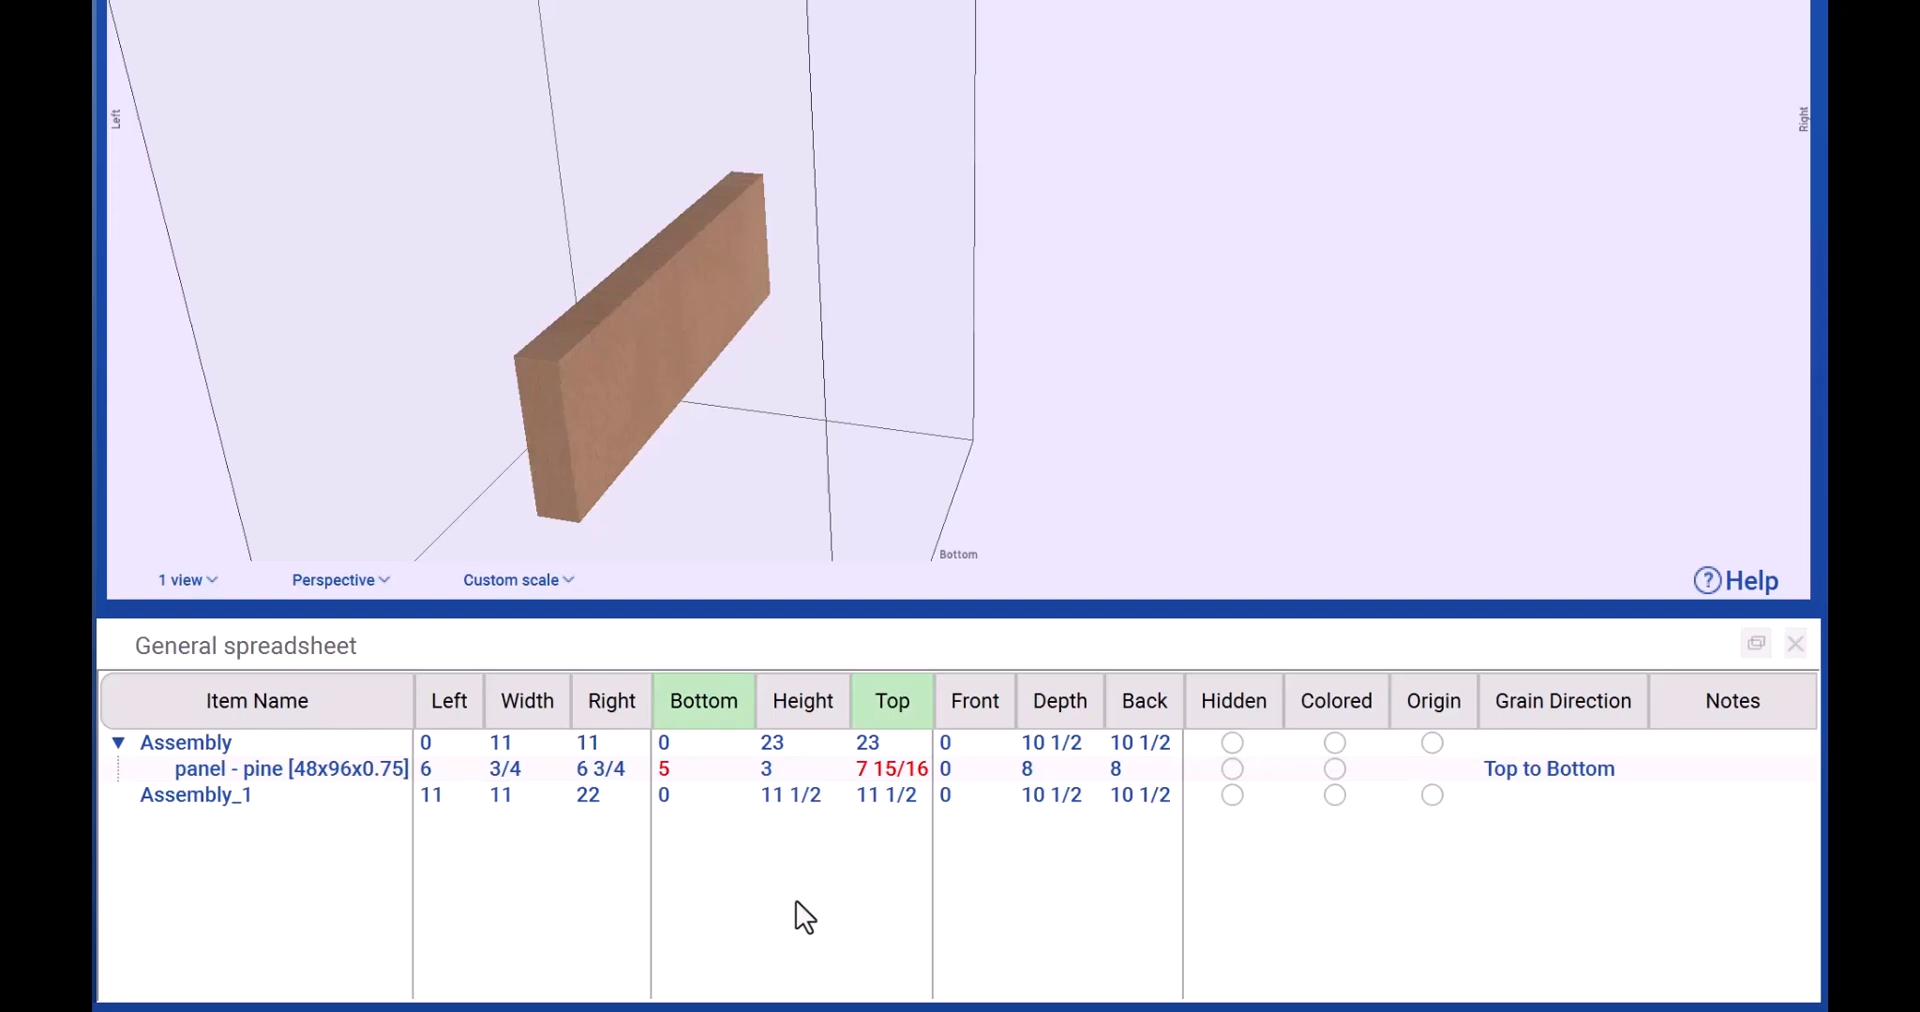 Left
Right
Bottom
1 view
Perspective
Custom scale
? Help
General spreadsheet
Item Name Left Width Right Bottom Height Top Front Depth Back Hidden Colored Origin Grain Direction Notes
Assembly 0 11 11 0 23 23 0 10 1/2 10 1/2
panel - pine [48x96x0.75] 6 3/4 6 3/4 5 3 7 15/16 0 8 8 Top to Bottom
Assembly_1 11 11 22 0 11 1/2 11 1/2 0 10 1/2 10 1/2